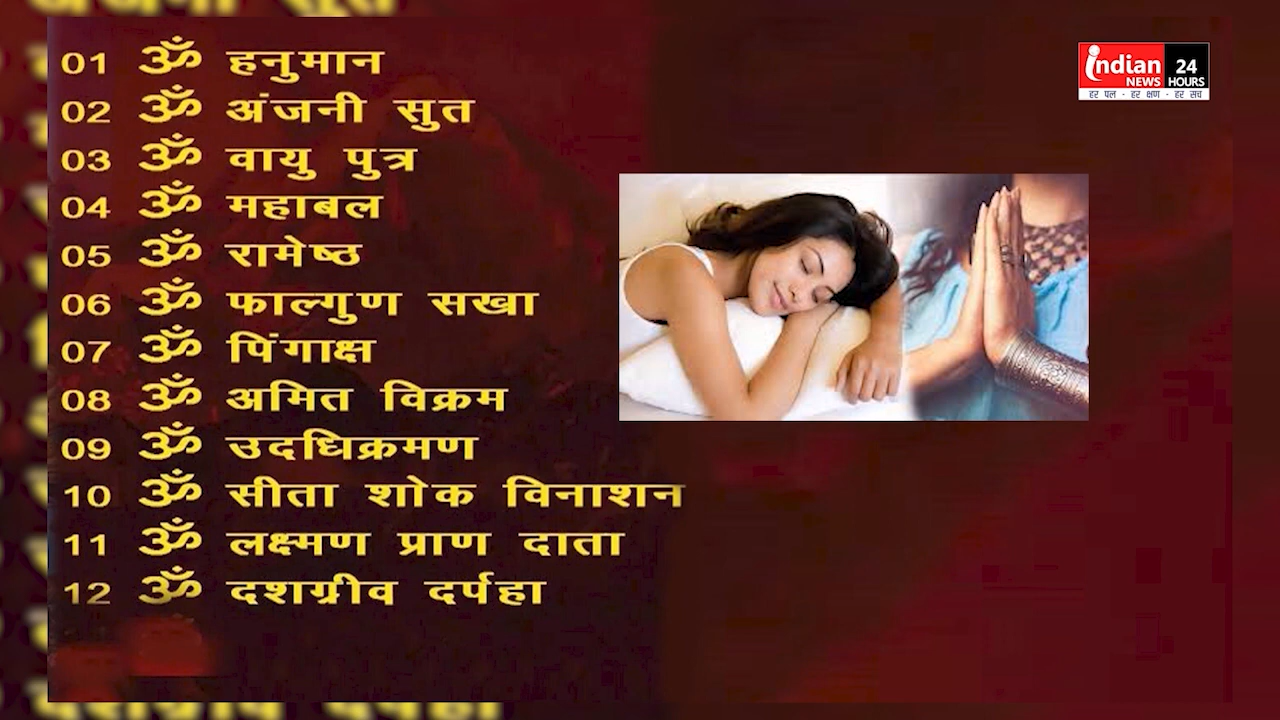 01 ॐ हनुमान
02 ॐ अंजनी सुत
03 ॐ वायु पुत्र
04 ॐ महाबल
05 ॐ रामेष्ठ
06 ॐ फाल्गुण सखा
07 ॐ पिंगाक्ष
08 ॐ अमित विक्रम
09 ॐ उदधिक्रमण
10 ॐ सीता शोक विनाशन
11 ॐ लक्ष्मण प्राण दाता
12 ॐ दशग्रीव दर्पहा
indian 24
NEWS HOURS
हर पल - हर क्षण - हर सच